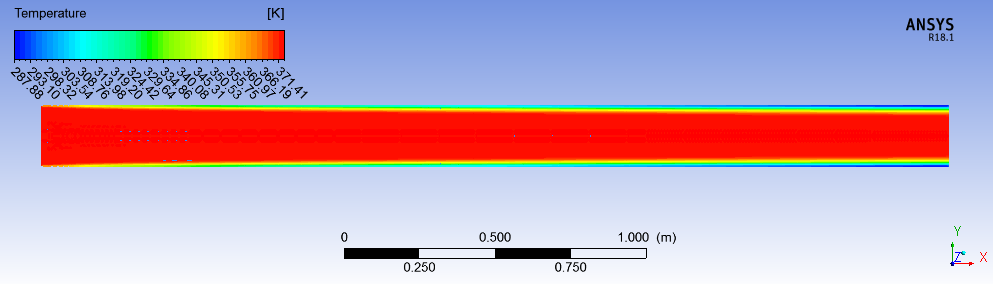 Temperature [K]
ANSYS
R18.1
287.88 293.10 298.32 303.54 308.76 313.98 319.20 324.42 329.64 334.86 340.08 345.31 350.53 355.75 360.97 366.19 371.41
0 0.500 1.000 (m)
0.250 0.750
Y
Z X